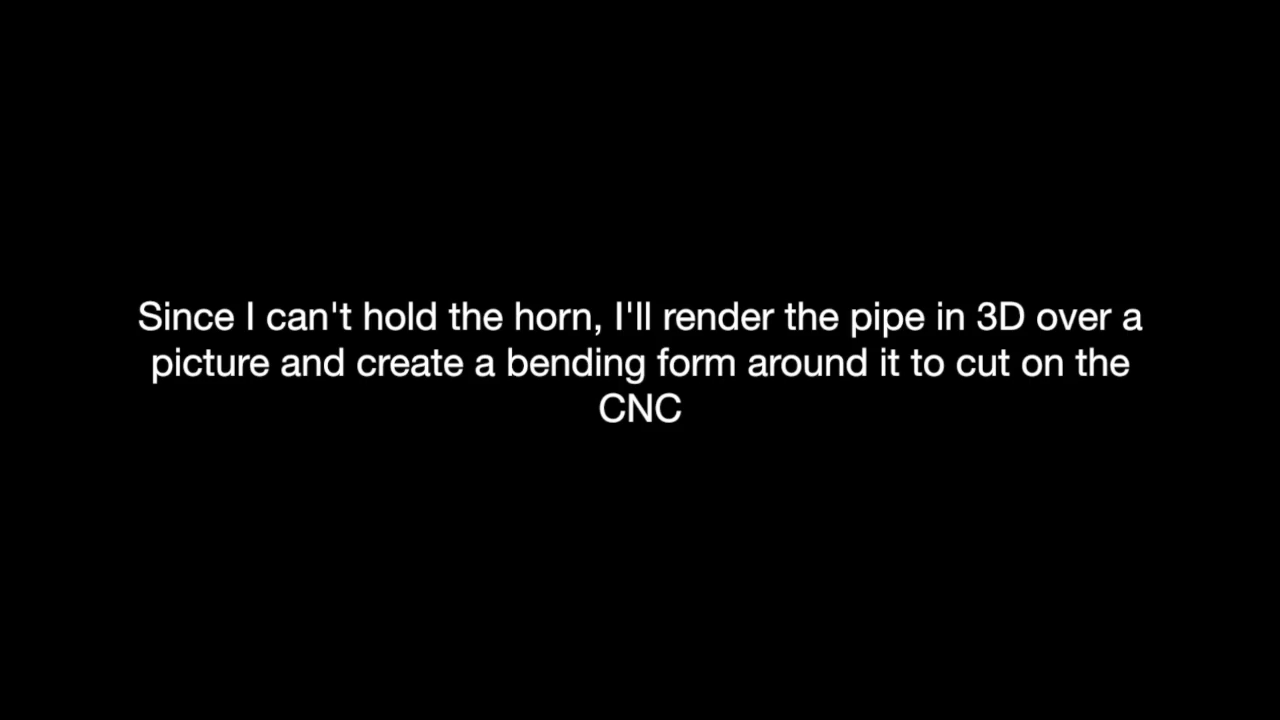 Since I can't hold the horn, I'll render the pipe in 3D over a
picture and create a bending form around it to cut on the
CNC